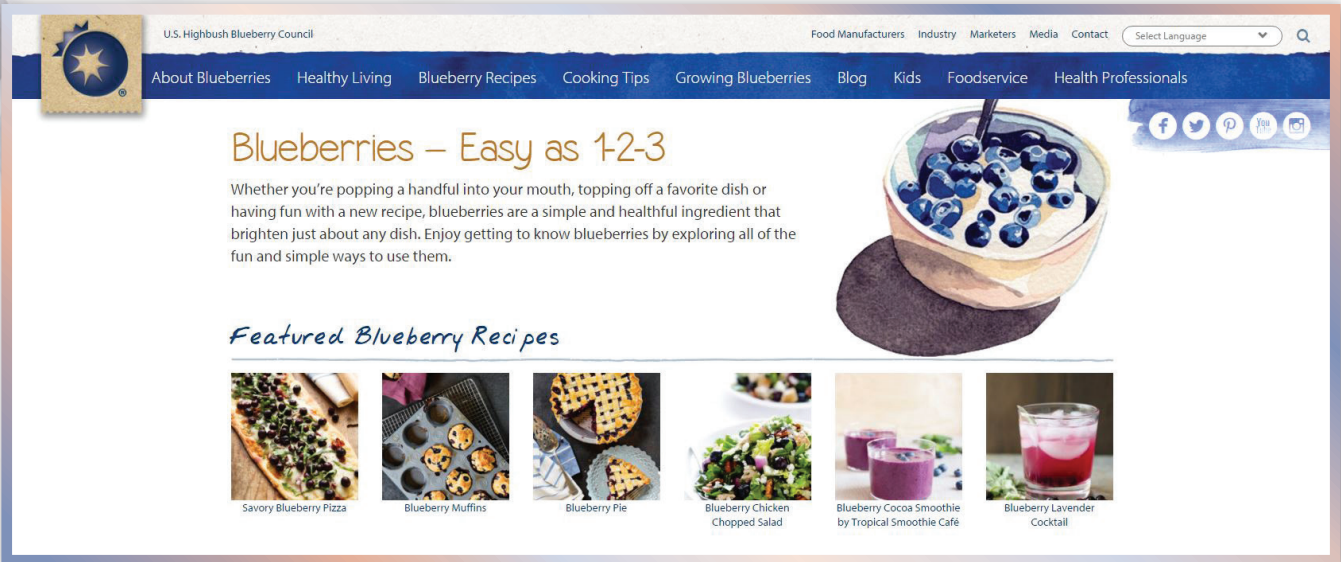 U.S. Highbush Blueberry Council
Food Manufacturers Industry Marketers Media Contact Select Language
About Blueberries Healthy Living Blueberry Recipes Cooking Tips Growing Blueberries Blog Kids Foodservice Health Professionals
®
You Tube
Blueberries – Easy as 1-2-3
Whether you're popping a handful into your mouth, topping off a favorite dish or
having fun with a new recipe, blueberries are a simple and healthful ingredient that
brighten just about any dish. Enjoy getting to know blueberries by exploring all of the
fun and simple ways to use them.
Featured Blueberry Recipes
Savory Blueberry Pizza
Blueberry Muffins
Blueberry Pie
Blueberry Chicken
Chopped Salad
Blueberry Cocoa Smoothie
by Tropical Smoothie Café
Blueberry Lavender
Cocktail